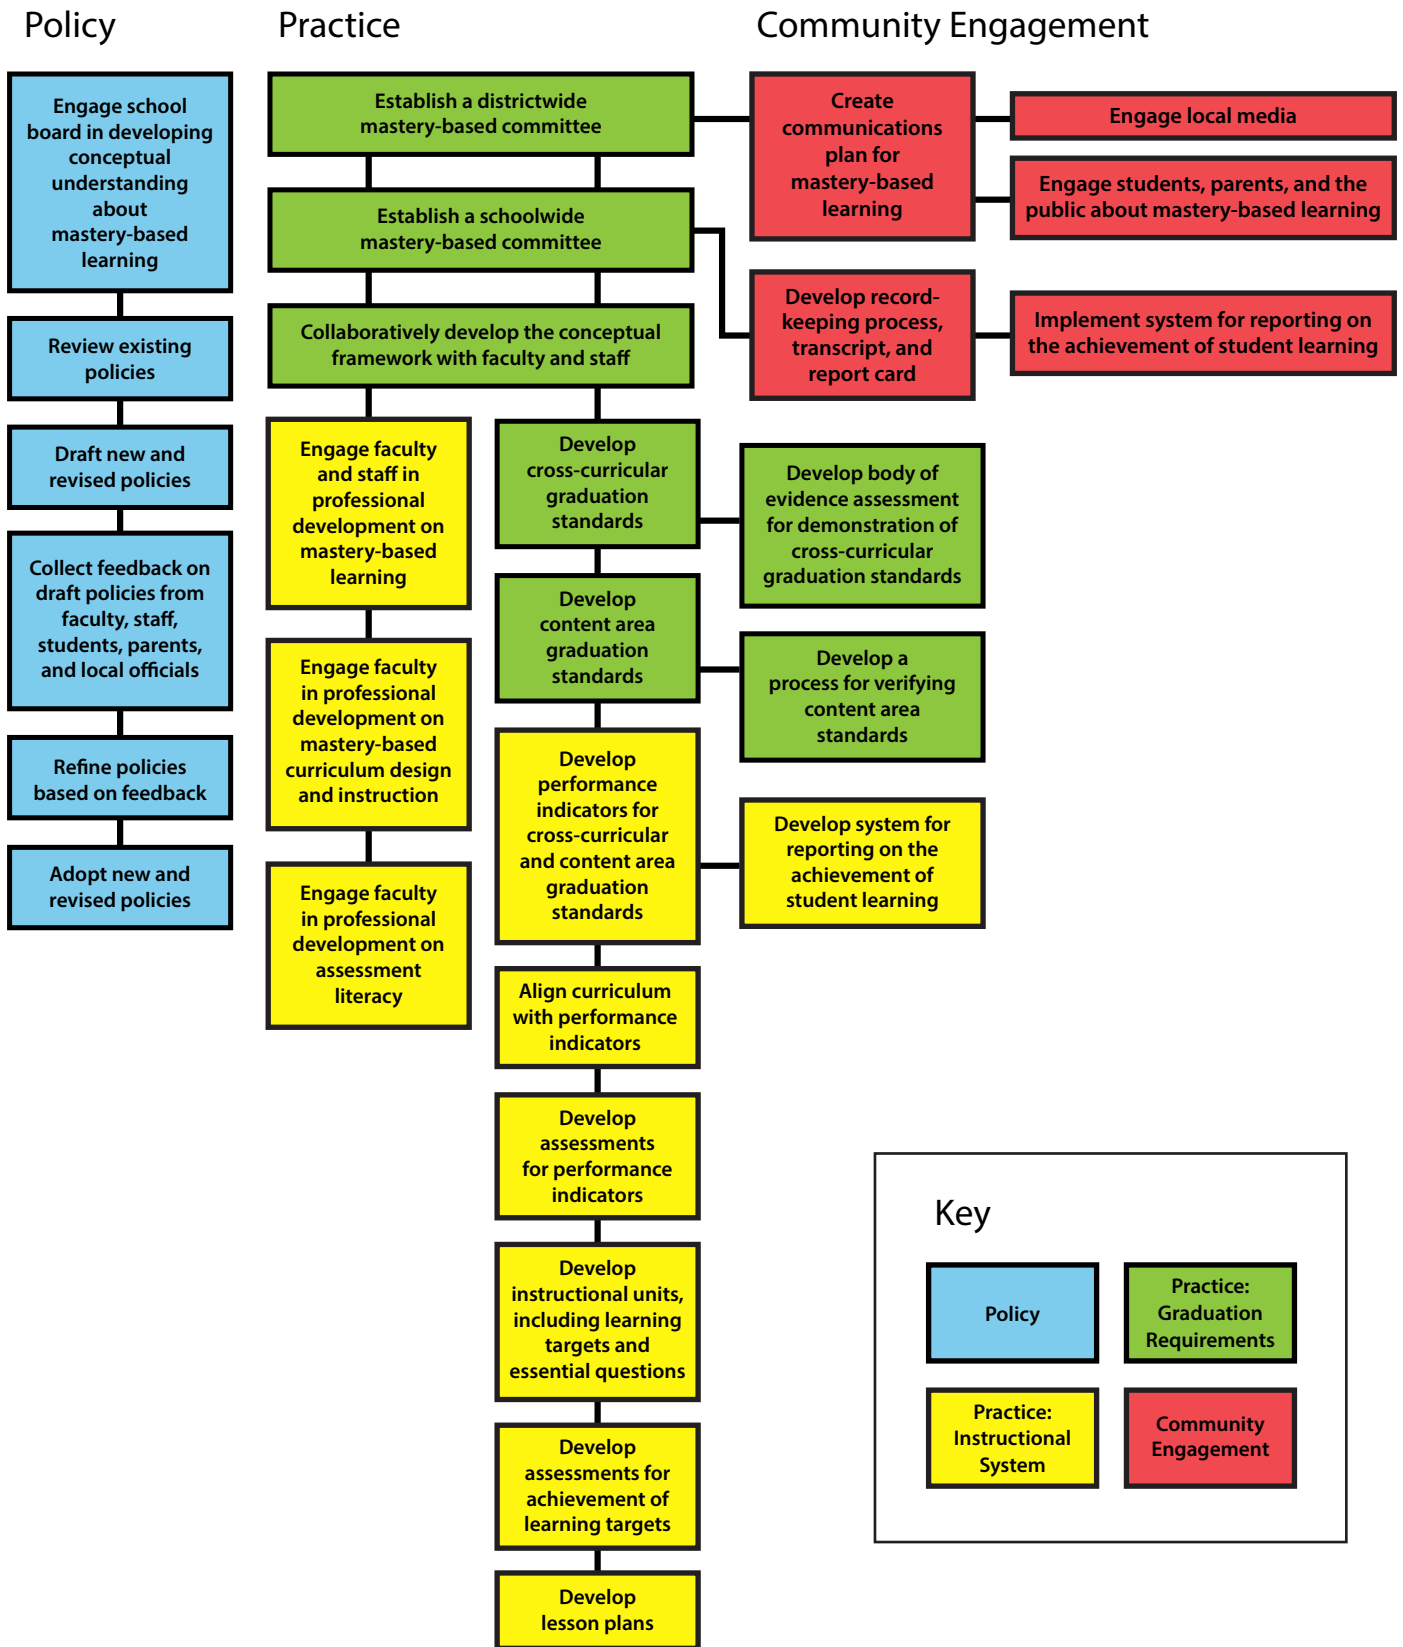 Policy
Practice
Community Engagement
Engage school
board in developing
conceptual
understanding
about
mastery-based
learning
Review existing
policies
Draft new and
revised policies
Collect feedback on
draft policies from
faculty, staff,
students, parents,
and local officials
Refine policies
based on feedback
Adopt new and
revised policies
Establish a districtwide
mastery-based committee
Establish a schoolwide
mastery-based committee
Collaboratively develop the conceptual
framework with faculty and staff
Engage faculty
and staff in
professional
development on
mastery-based
learning
Engage faculty
in professional
development on
mastery-based
curriculum design
and instruction
Engage faculty
in professional
development on
assessment
literacy
Develop
cross-curricular
graduation
standards
Develop
content area
graduation
standards
Develop
performance
indicators for
cross-curricular
and content area
graduation
standards
Align curriculum
with performance
indicators
Develop
assessments
for performance
indicators
Develop
instructional units,
including learning
targets and
essential questions
Develop
assessments for
achievement of
learning targets
Develop
lesson plans
Create
communications
plan for
mastery-based
learning
Engage local media
Engage students, parents, and the
public about mastery-based learning
Develop record-
keeping process,
transcript, and
report card
Implement system for reporting on
the achievement of student learning
Develop body of
evidence assessment
for demonstration of
cross-curricular
graduation standards
Develop a
process for verifying
content area
standards
Develop system for
reporting on the
achievement of
student learning
Key
Policy
Practice:
Graduation
Requirements
Practice:
Instructional
System
Community
Engagement